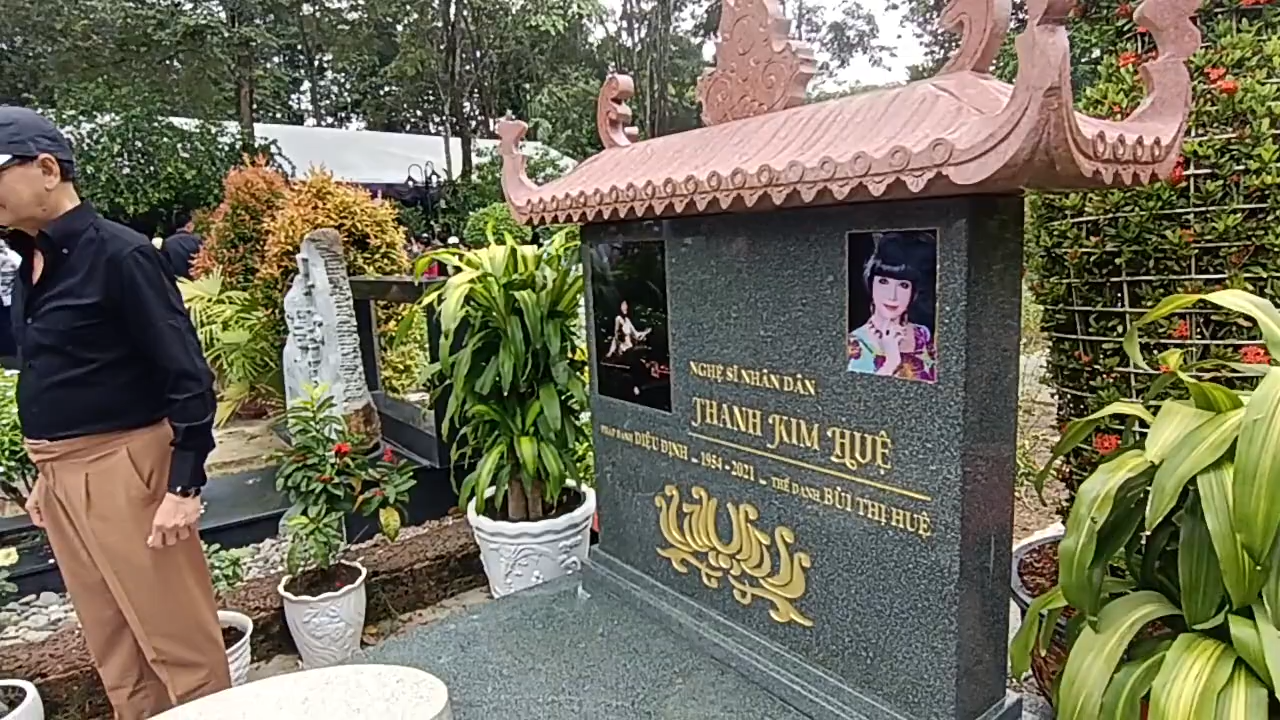 NGHỆ SĨ NHÂN DÂN
THANH KIM HUỆ
PHÁP DANH DIỆU ĐỊNH - 1954 - 2021 - THẾ DANH BÙI THỊ HUỆ